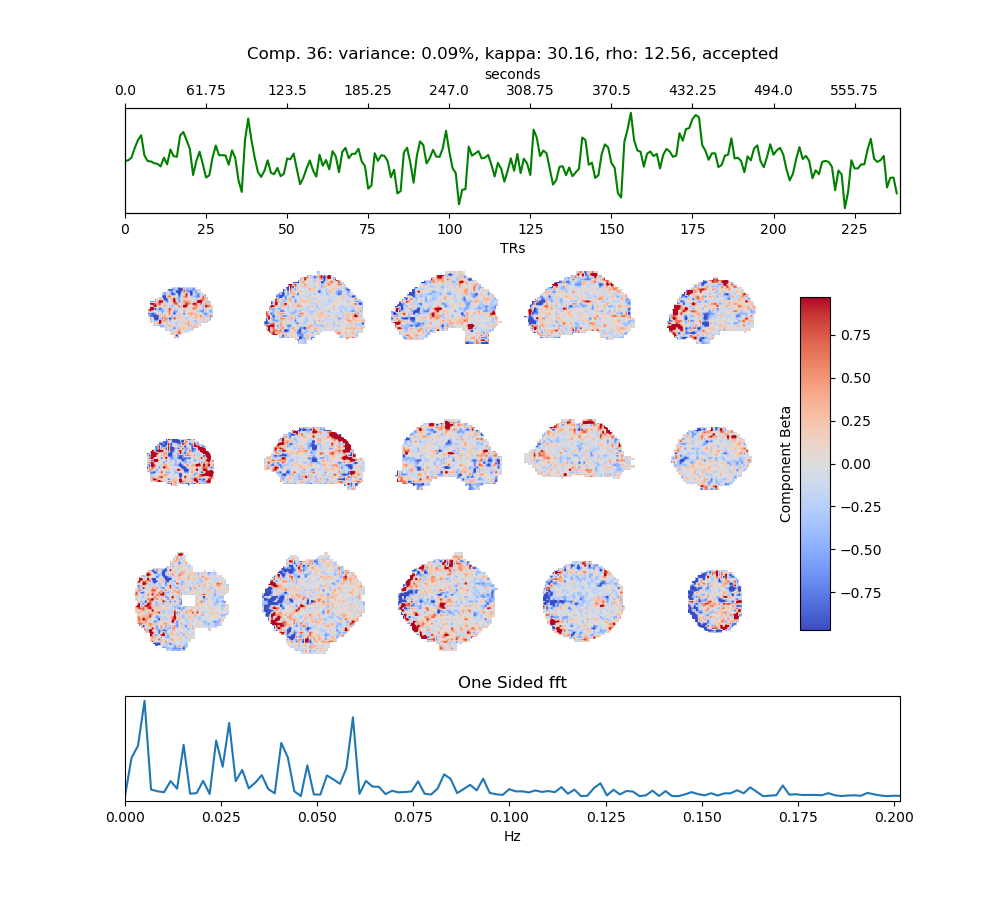 Comp. 36: variance: 0.09%, kappa: 30.16, rho: 12.56, accepted
seconds
0.0 61.75 123.5 185.25 247.0 308.75 370.5 432.25 494.0 555.75
0 25 50 75 100 125 150 175 200 225
TRs
0.75
0.50
0.25
0.00
−0.25
−0.50
−0.75
Component Beta
One Sided fft
0.000 0.025 0.050 0.075 0.100 0.125 0.150 0.175 0.200
Hz